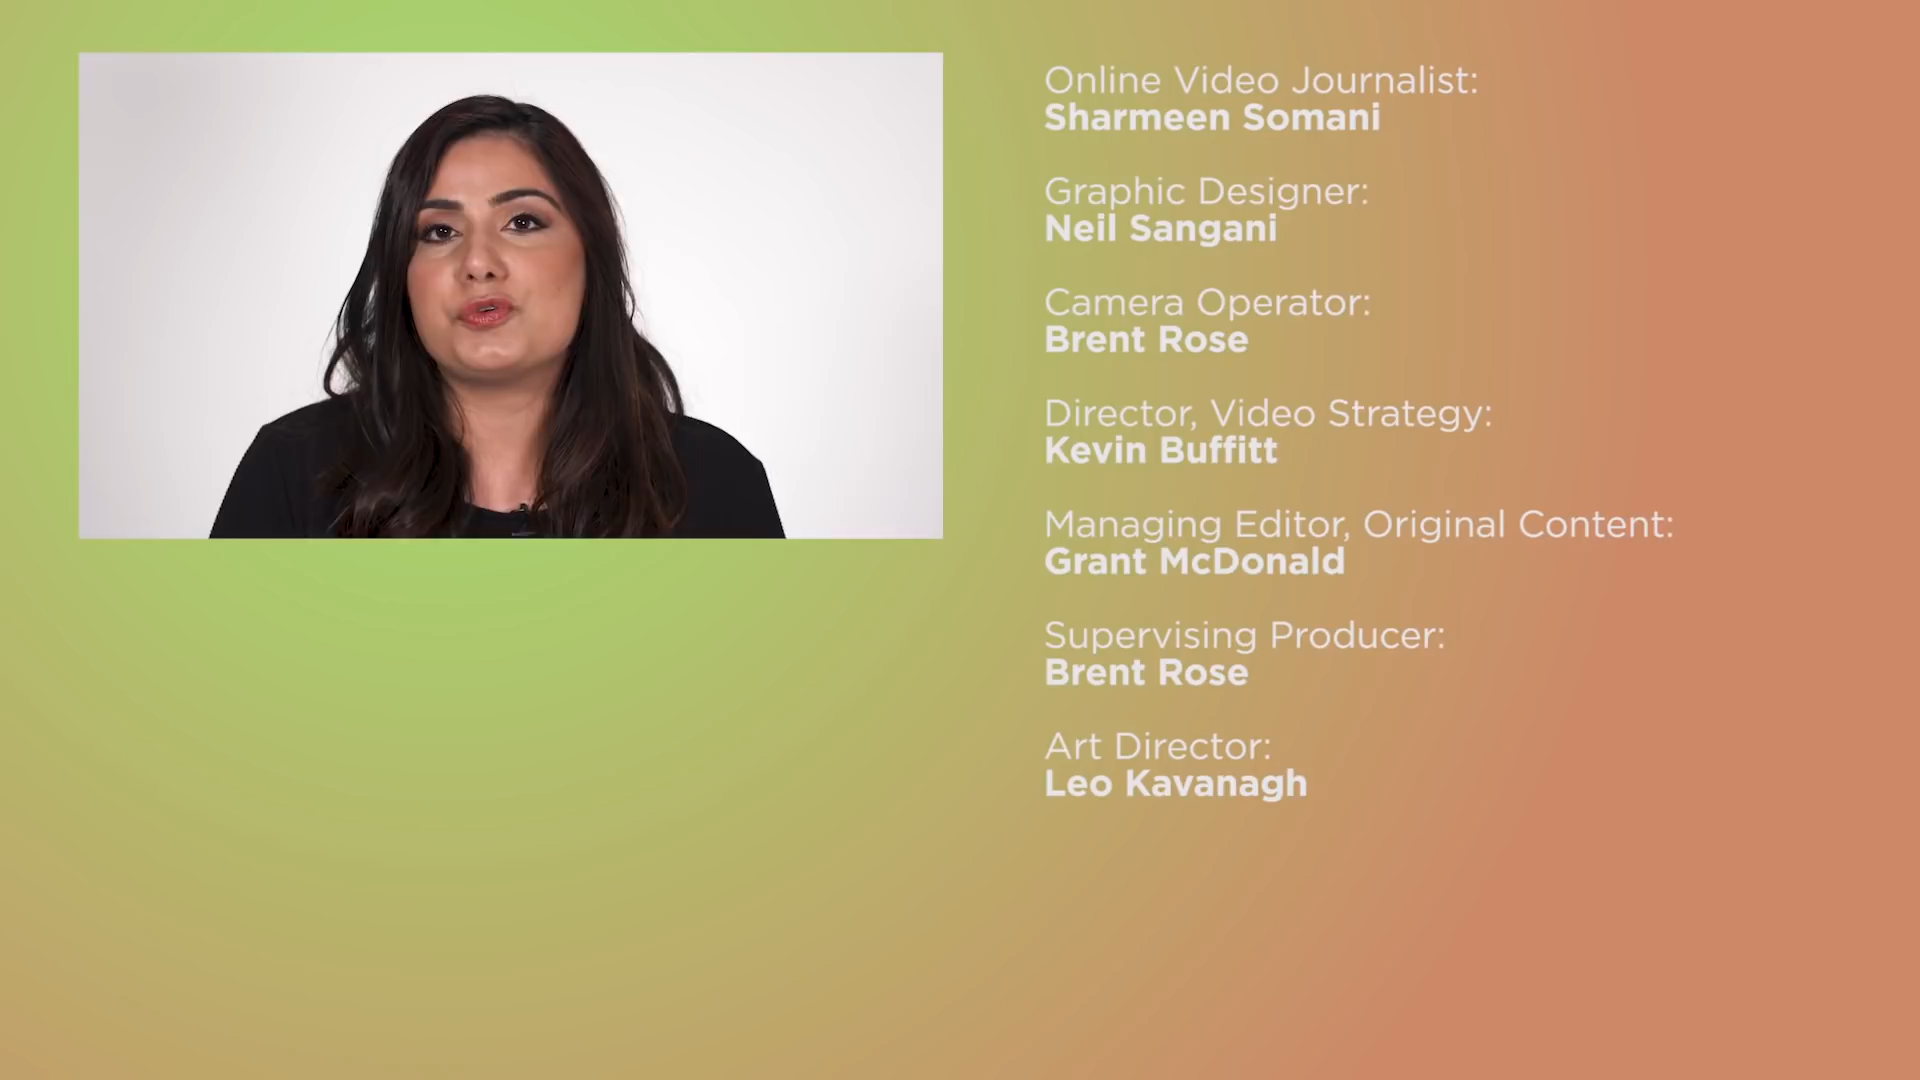 Online Video Journalist:
Sharmeen Somani
Graphic Designer:
Neil Sangani
Camera Operator:
Brent Rose
Director, Video Strategy:
Kevin Buffitt
Managing Editor, Original Content:
Grant McDonald
Supervising Producer:
Brent Rose
Art Director:
Leo Kavanagh